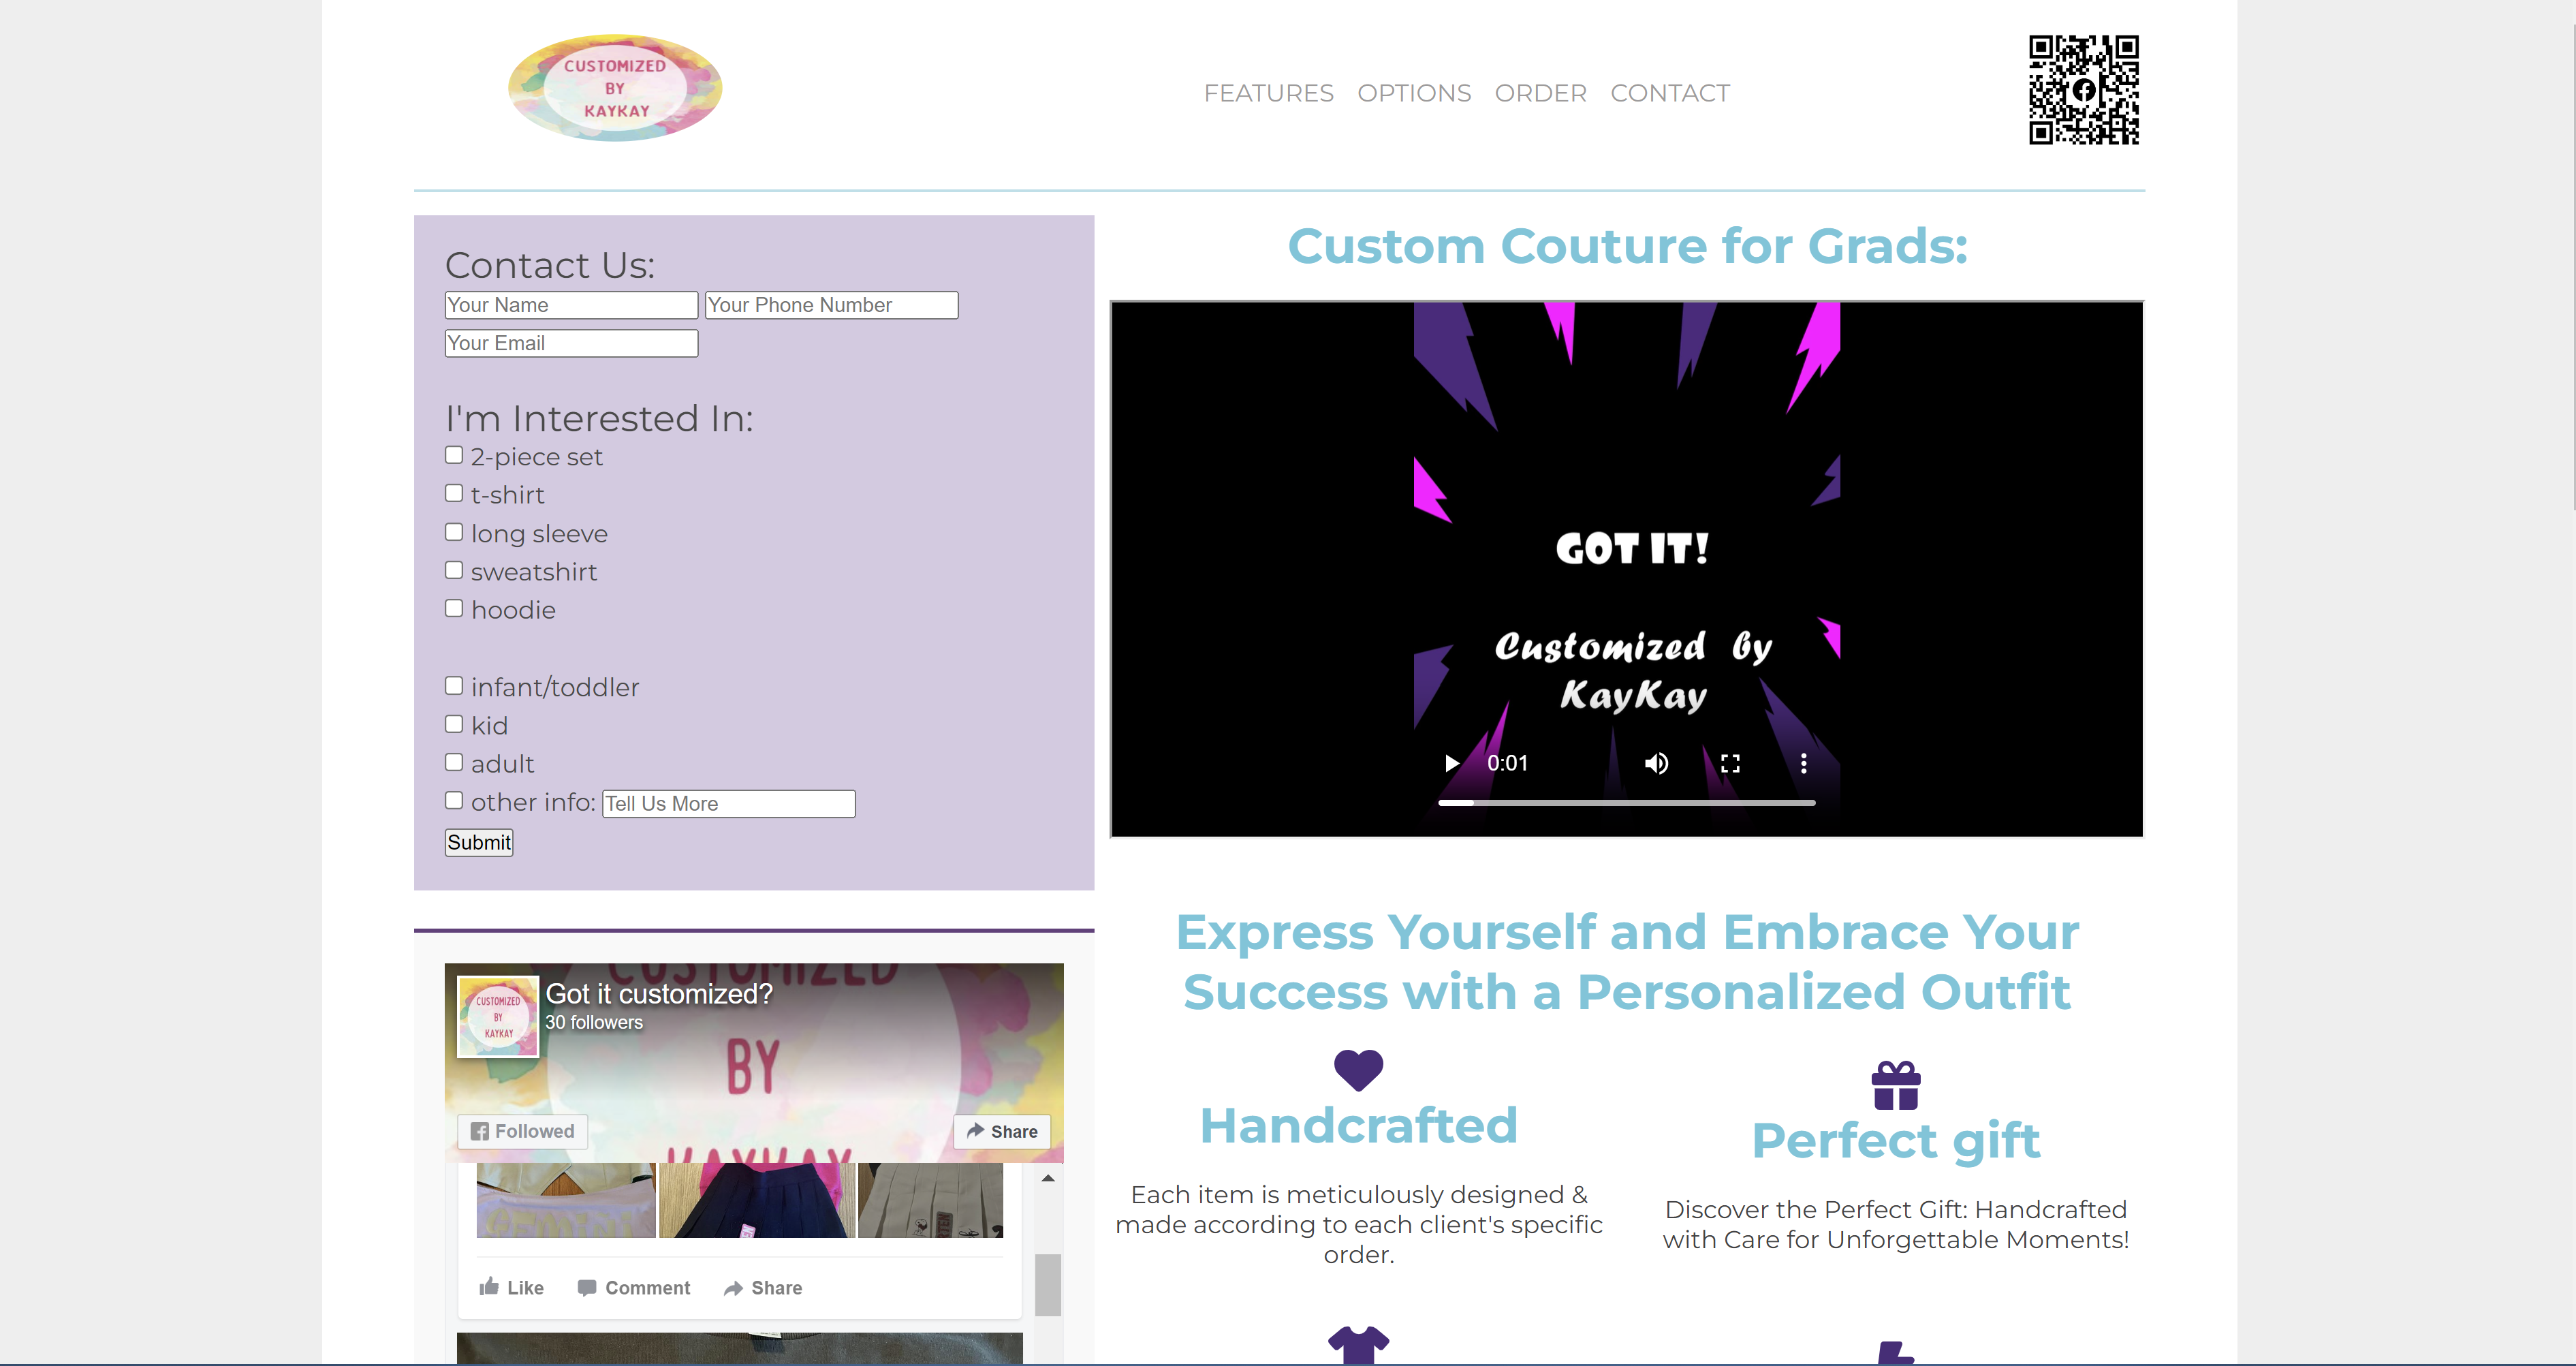 CUSTOMIZED
BY
KAYKAY
FEATURES OPTIONS ORDER CONTACT
Contact Us:
Your Name Your Phone Number
Your Email
I'm Interested In:
2-piece set
t-shirt
long sleeve
sweatshirt
hoodie
infant/toddler
kid
adult
other info: Tell Us More
Submit
CUSTOMIZED
BY
KAYKAY
CUSTOMIZED
BY
KAYKAY
Got it customized?
30 followers
Followed
Share
Like Comment Share
Custom Couture for Grads:
GOT IT!
Customized by
KayKay
0:01
Express Yourself and Embrace Your
Success with a Personalized Outfit
Handcrafted
Each item is meticulously designed &
made according to each client's specific
order.
Perfect gift
Discover the Perfect Gift: Handcrafted
with Care for Unforgettable Moments!